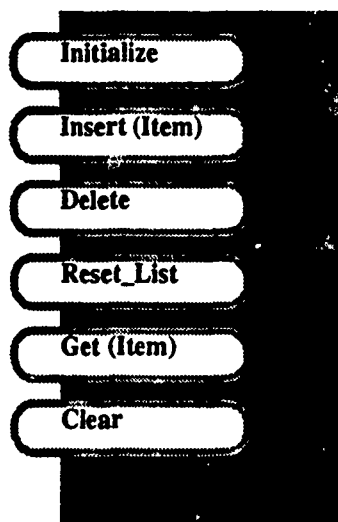 Initialize
Insert (Item)
Delete
Reset_List
Get (Item)
Clear